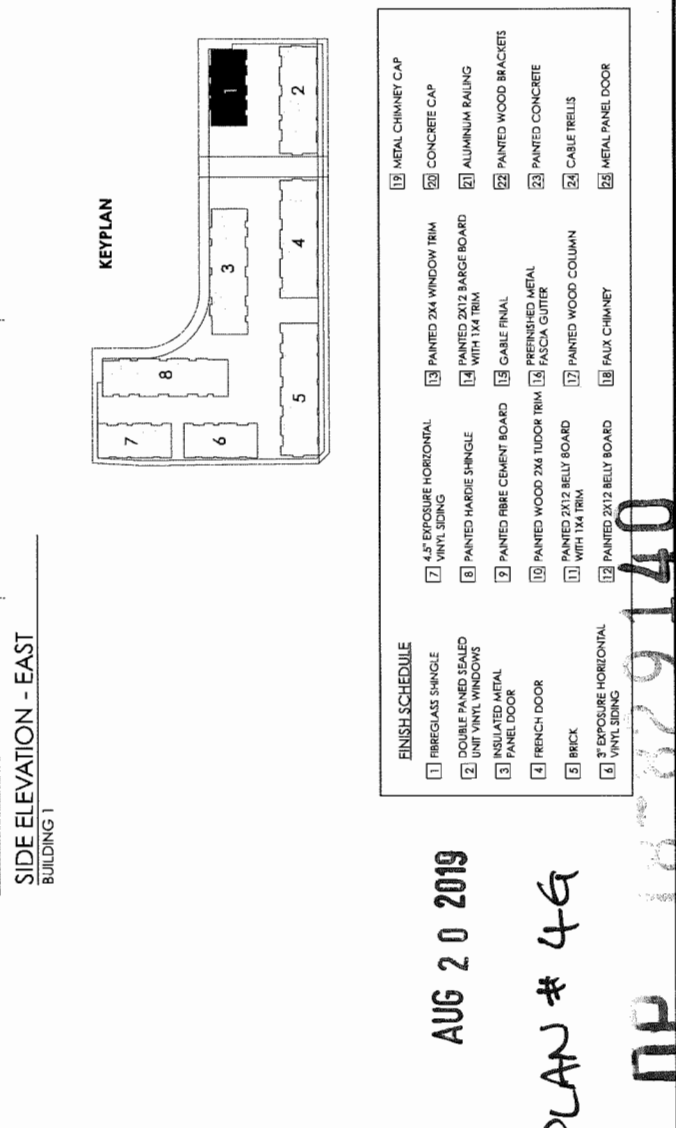 SIDE ELEVATION - EAST
BUILDING 1
KEYPLAN
1
2
3
4
5
6
7
8
FINISH SCHEDULE
1 FIBREGLASS SHINGLE
2 DOUBLE PANED SEALED
UNIT VINYL WINDOWS
3 INSULATED METAL
PANEL DOOR
4 FRENCH DOOR
5 BRICK
6 3" EXPOSURE HORIZONTAL
VINYL SIDING
7 4.5" EXPOSURE HORIZONTAL
VINYL SIDING
8 PAINTED HARDIE SHINGLE
9 PAINTED FIBRE CEMENT BOARD
10 PAINTED WOOD 2X6 TUDOR TRIM
11 PAINTED 2X12 BELLY BOARD
WITH 1X4 TRIM
12 PAINTED 2X12 BELLY BOARD
13 PAINTED 2X4 WINDOW TRIM
14 PAINTED 2X12 BARGE BOARD
WITH 1X4 TRIM
15 GABLE FINIAL
16 PREFINISHED METAL
FASCIA GUTTER
17 PAINTED WOOD COLUMN
18 FAUX CHIMNEY
19 METAL CHIMNEY CAP
20 CONCRETE CAP
21 ALUMINUM RAILING
22 PAINTED WOOD BRACKETS
23 PAINTED CONCRETE
24 CABLE TRELLIS
25 METAL PANEL DOOR
AUG 20 2019
PLAN # 4G
DP 18-829140